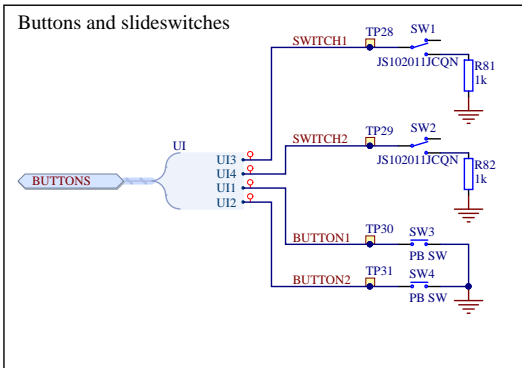 Buttons and slideswitches
SWITCH1
TP28
SW1
JS102011JCQN
R81
1k
UI
UI3
UI4
UI1
UI2
BUTTONS
SWITCH2
TP29
SW2
JS102011JCQN
R82
1k
BUTTON1
TP30
SW3
PB SW
BUTTON2
TP31
SW4
PB SW